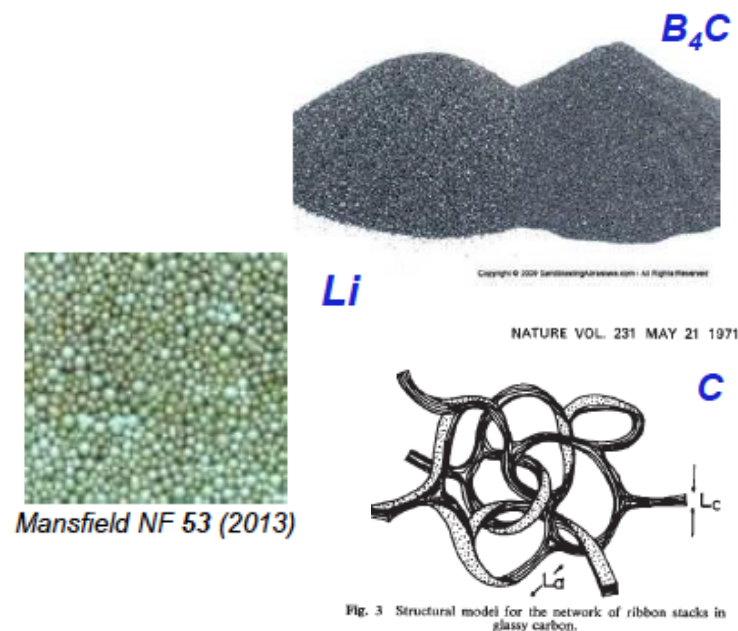 B₄C
Copyright © 2009 SandblastingAbrasives.com - All Rights Reserved
Li
NATURE VOL. 231 MAY 21 1971
C
Lc
La
Mansfield NF 53 (2013)
Fig. 3 Structural model for the network of ribbon stacks in
glassy carbon.